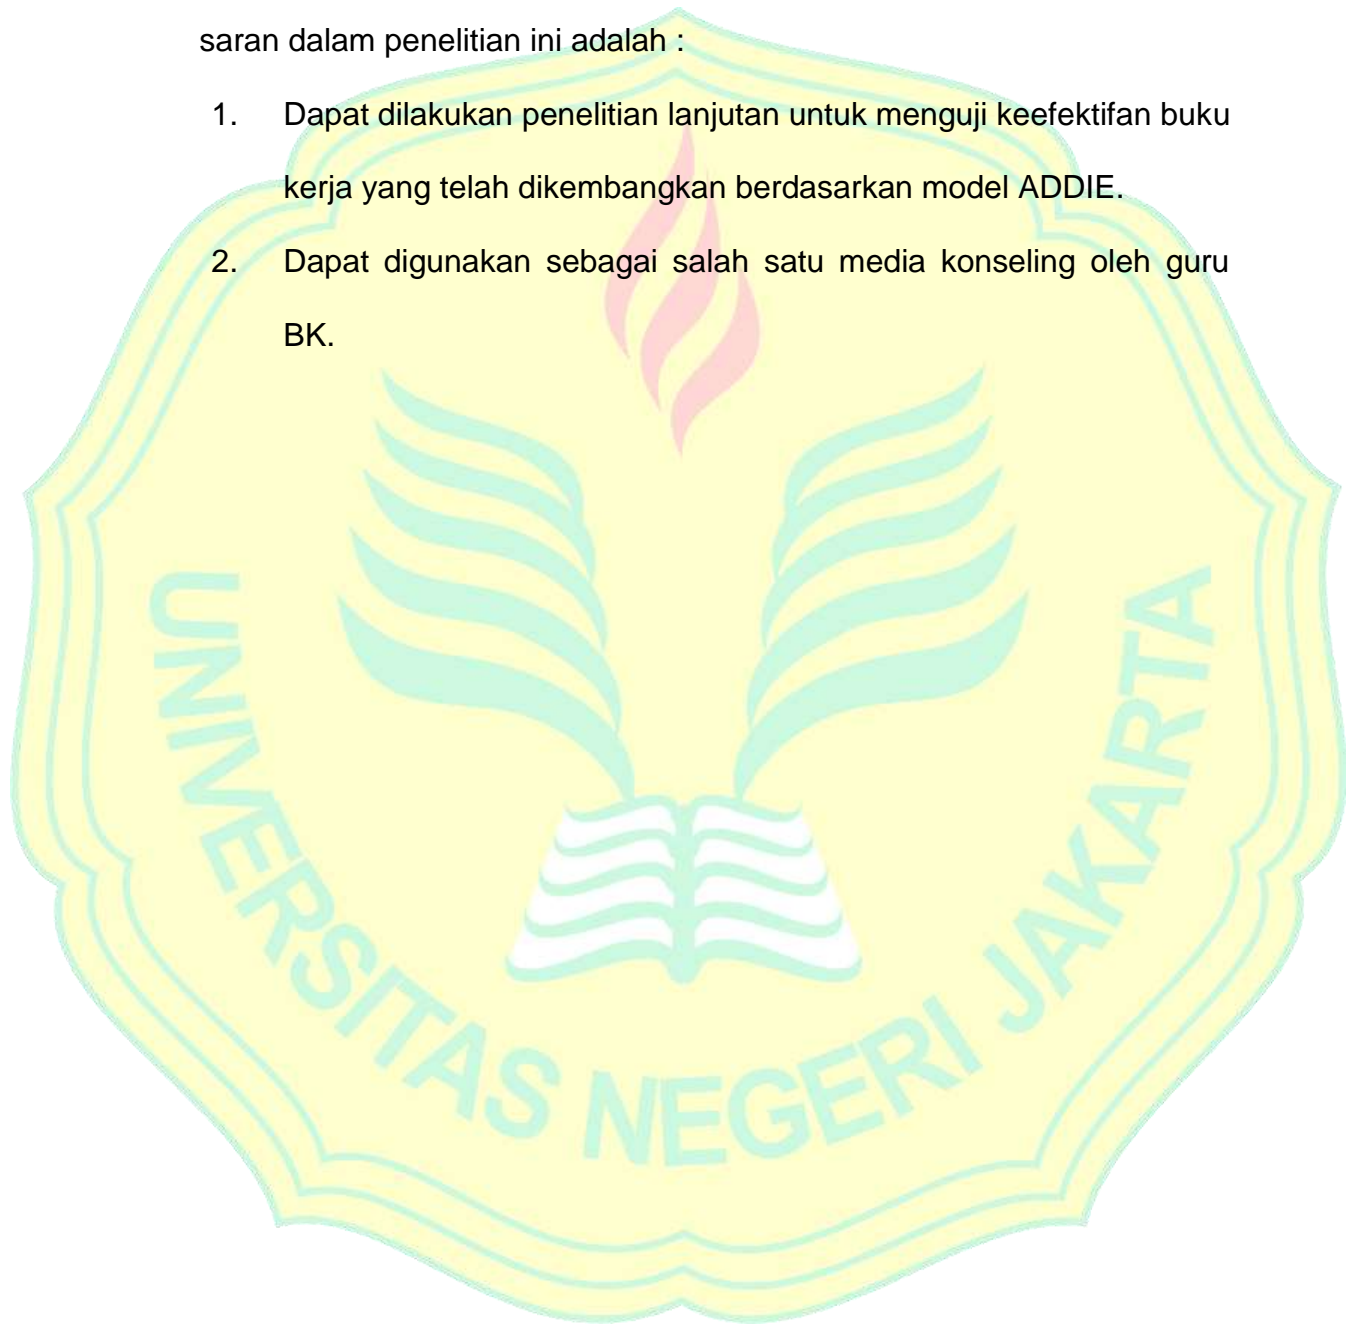 saran dalam penelitian ini adalah :
1. Dapat dilakukan penelitian lanjutan untuk menguji keefektifan buku
kerja yang telah dikembangkan berdasarkan model ADDIE.
2. Dapat digunakan sebagai salah satu media konseling oleh guru
BK.
UNIVERSITAS NEGERI JAKARTA